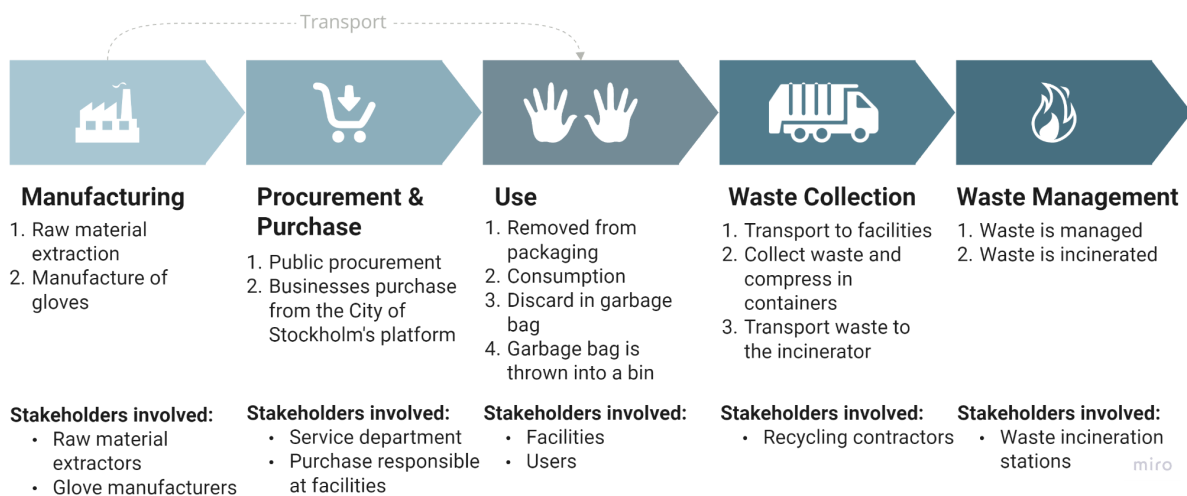 Transport
Manufacturing
1. Raw material
extraction
2. Manufacture of
gloves
Stakeholders involved:
• Raw material
extractors
• Glove manufacturers
Procurement &
Purchase
1. Public procurement
2. Businesses purchase
from the City of
Stockholm's platform
Stakeholders involved:
• Service department
• Purchase responsible
at facilities
Use
1. Removed from
packaging
2. Consumption
3. Discard in garbage
bag
4. Garbage bag is
thrown into a bin
Stakeholders involved:
• Facilities
• Users
Waste Collection
1. Transport to facilities
2. Collect waste and
compress in
containers
3. Transport waste to
the incinerator
Stakeholders involved:
• Recycling contractors
Waste Management
1. Waste is managed
2. Waste is incinerated
Stakeholders involved:
• Waste incineration
stations
miro